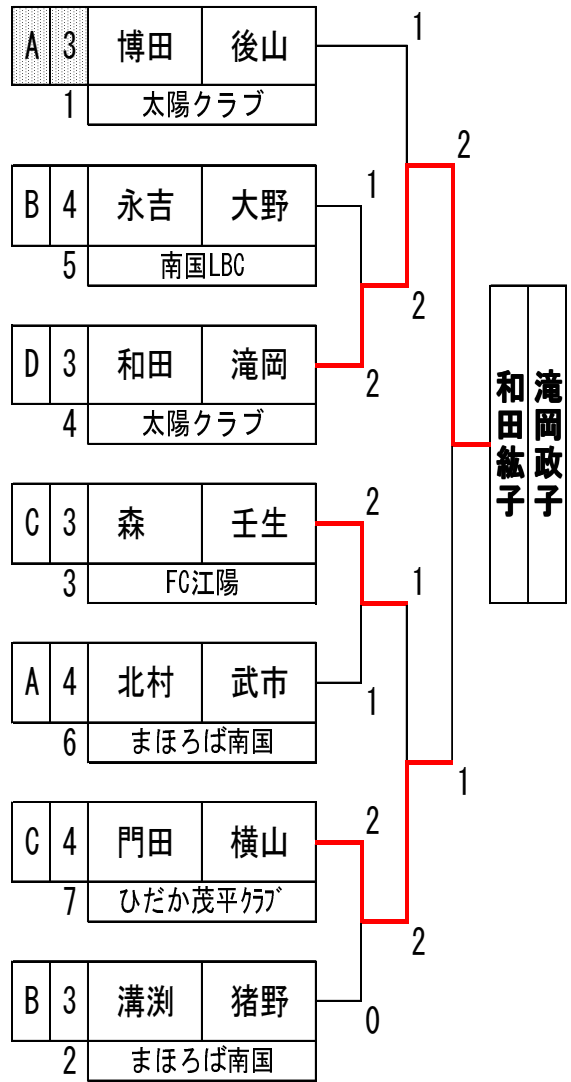 A 3 博田 後山
1 太陽クラブ
1
B 4 永吉 大野
5 南国LBC
1
2
D 3 和田 滝岡
4 太陽クラブ
2
2
C 3 森 壬生
3 FC江陽
2
1
A 4 北村 武市
6 まほろば南国
1
C 4 門田 横山
7 ひだか茂平クラブ
2
2
1
B 3 溝渕 猪野
2 まほろば南国
0
滝岡政子
和田紘子